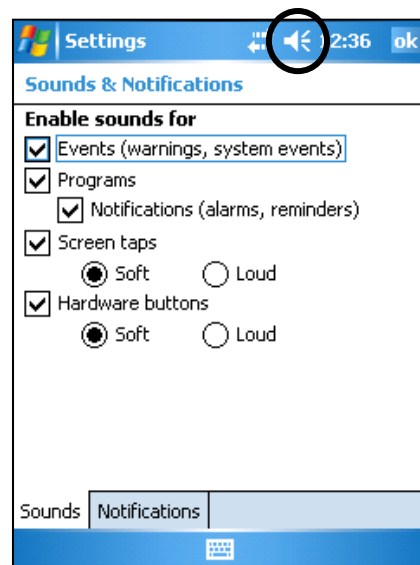 Settings 12:36 ok
Sounds & Notifications
Enable sounds for
Events (warnings, system events)
Programs
Notifications (alarms, reminders)
Screen taps
Soft Loud
Hardware buttons
Soft Loud
Sounds Notifications